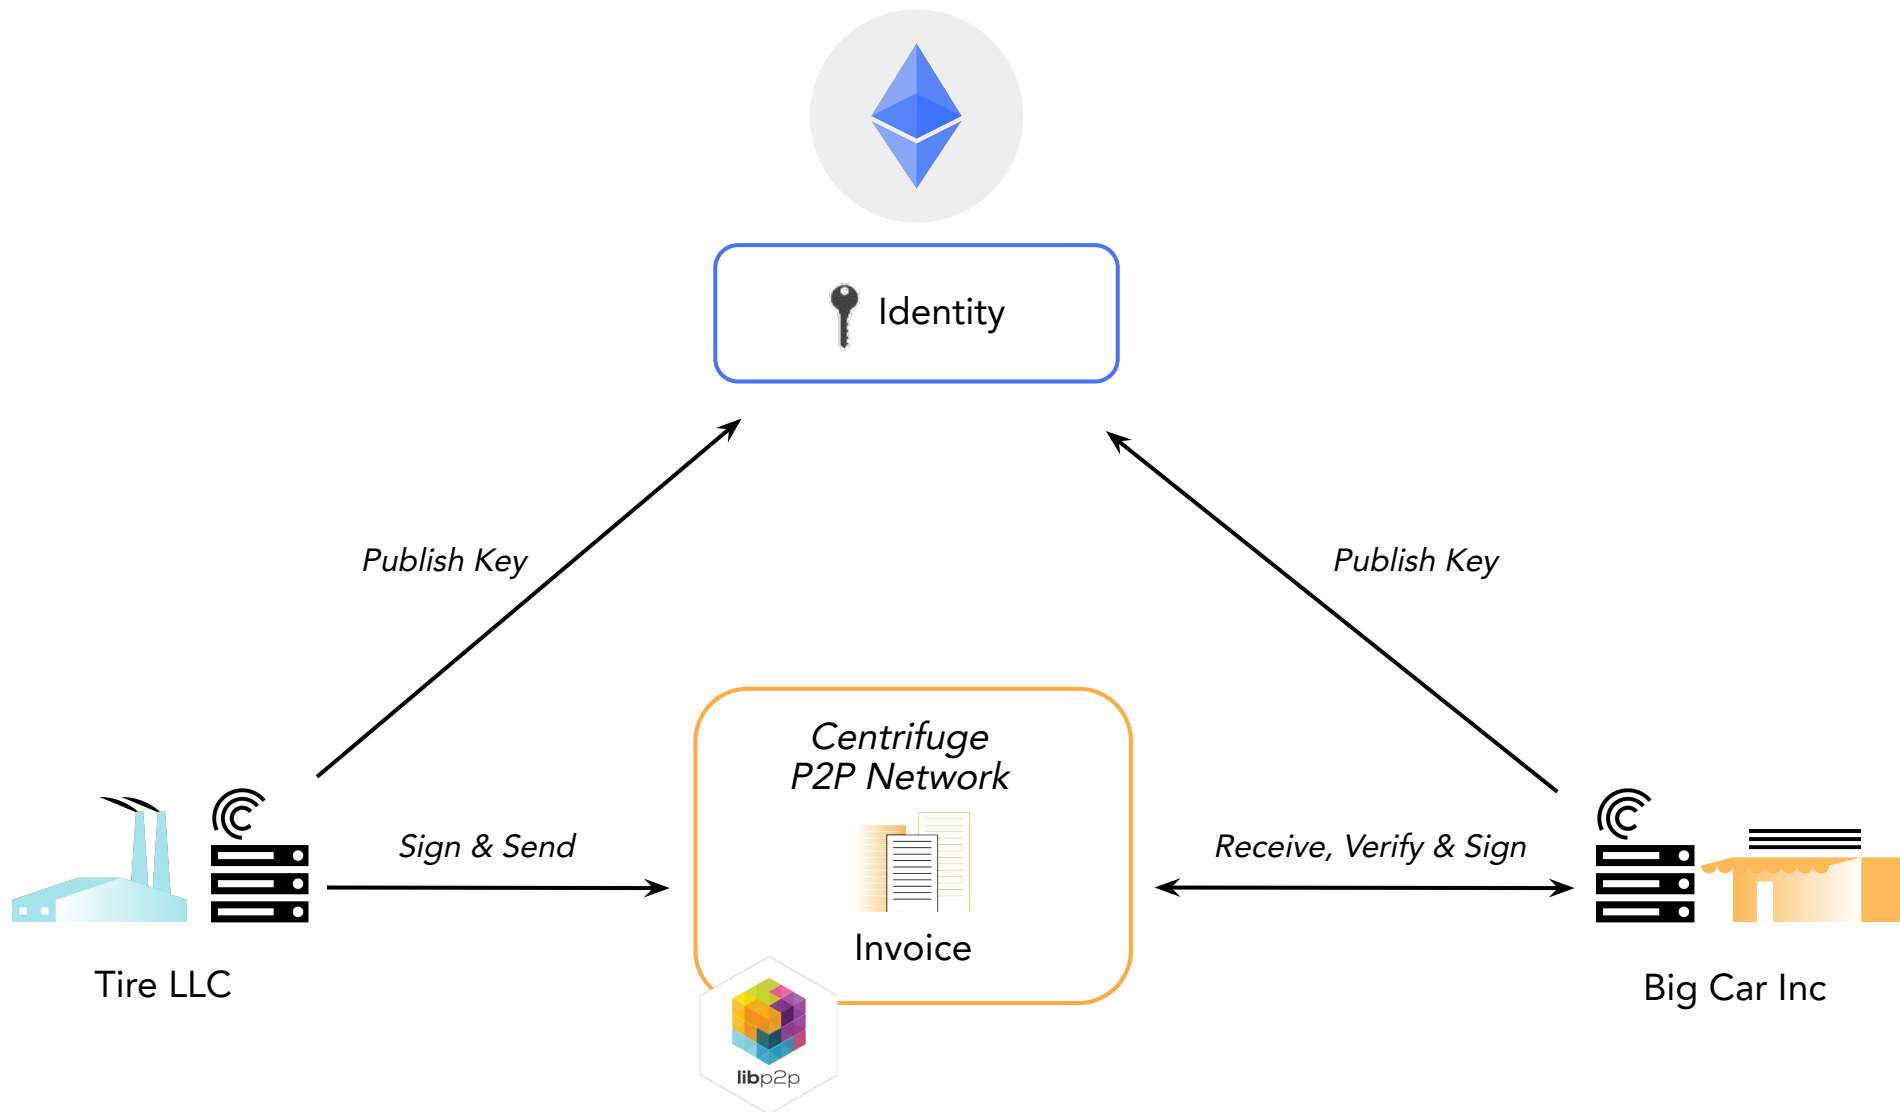 Identity
Publish Key
Publish Key
Centrifuge
P2P Network
Sign & Send
Receive, Verify & Sign
Invoice
Tire LLC
Big Car Inc
libp2p